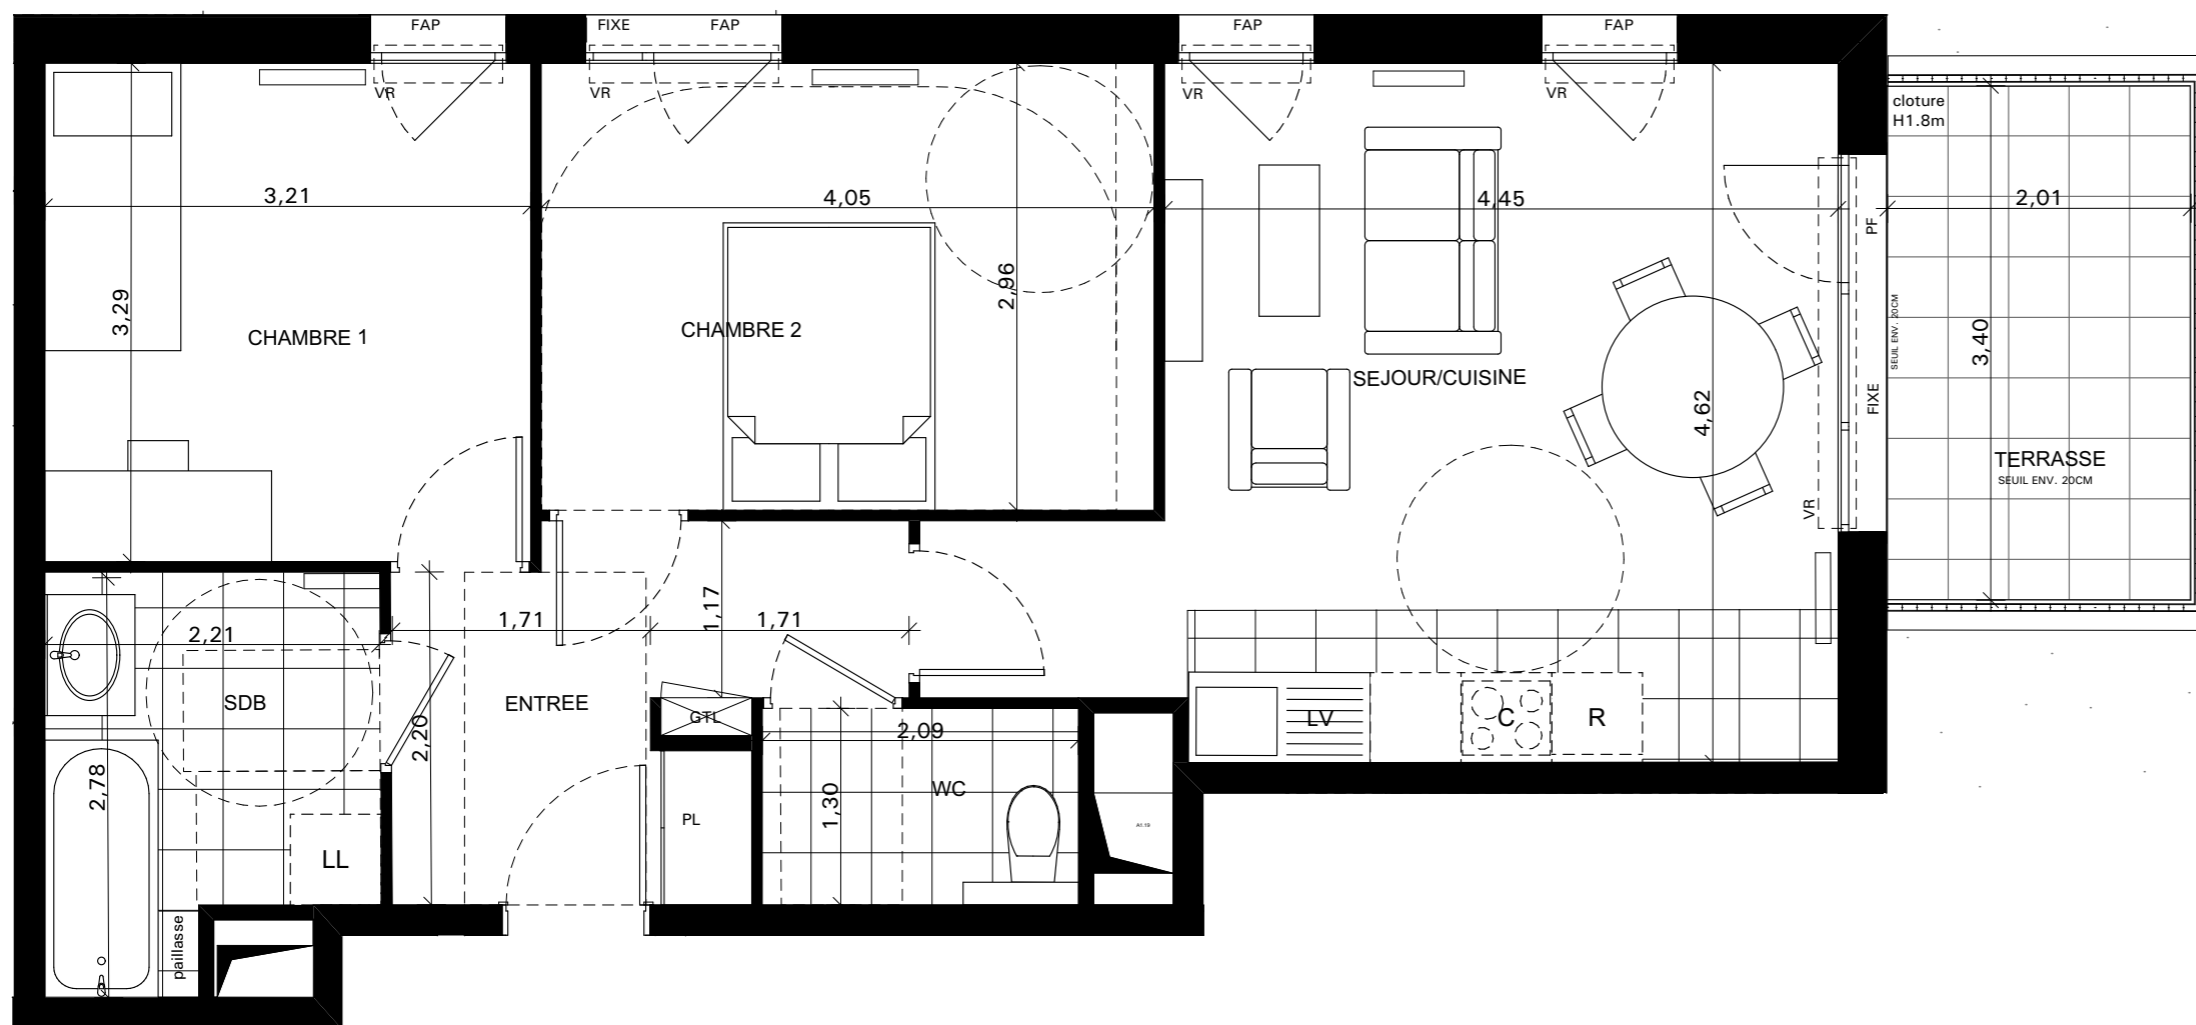 FAP
FIXE
FAP
FAP
FAP
VR
VR
VR
VR
cloture
H1.8m
3,21
4,05
4,45
2,01
PF
3,29
2,96
SEUIL ENV. 20CM
3,40
CHAMBRE 1
CHAMBRE 2
SEJOUR/CUISINE
4,62
FIXE
TERRASSE
SEUIL ENV. 20CM
VR
1,17
1,71
1,71
2,21
SDB
ENTREE
2,20
GTL
2,09
LV
C
R
2,78
WC
1,30
PL
LL
paillasse